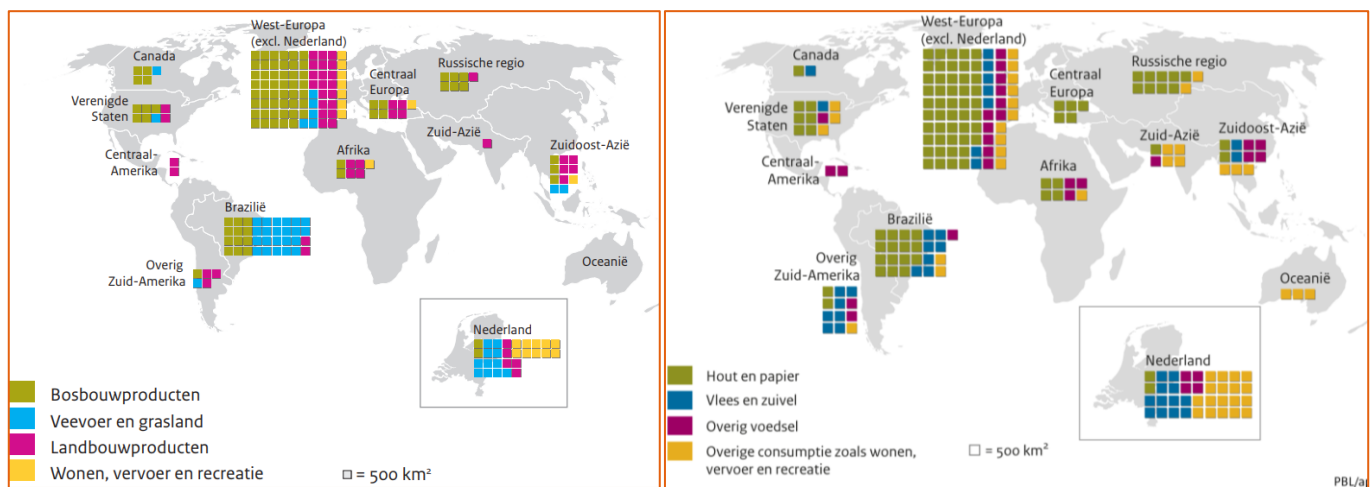 West-Europa
(excl. Nederland)
Canada
Russische regio
Centraal
Europa
Verenigde
Staten
Zuid-Azië
Zuidoost-Azië
Centraal-
Amerika
Afrika
Brazilië
Overig
Zuid-Amerika
Oceanië
Nederland
Bosbouwproducten
Veevoer en grasland
Landbouwproducten
Wonen, vervoer en recreatie
= 500 km²
West-Europa
(excl. Nederland)
Canada
Russische regio
Centraal
Europa
Verenigde
Staten
Zuid-Azië
Zuidoost-Azië
Centraal-
Amerika
Afrika
Brazilië
Overig
Zuid-Amerika
Oceanië
Nederland
Hout en papier
Vlees en zuivel
Overig voedsel
Overige consumptie zoals wonen,
vervoer en recreatie
= 500 km²